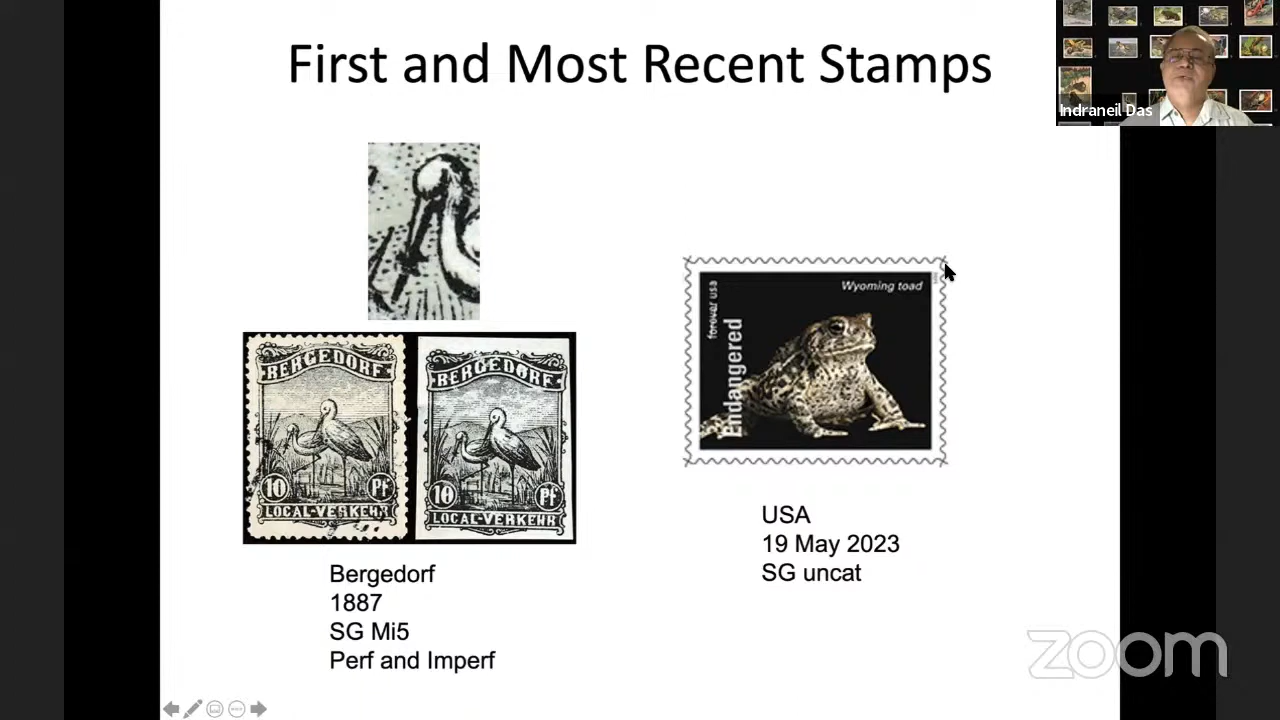 First and Most Recent Stamps
Indraneil Das
BERGEDORF
10 Pf
LOCAL-VERKEHR
BERGEDORF
10 Pf
LOCAL-VERKEHR
Wyoming toad
forever usa
Endangered
Bergedorf
1887
SG Mi5
Perf and Imperf
USA
19 May 2023
SG uncat
zoom